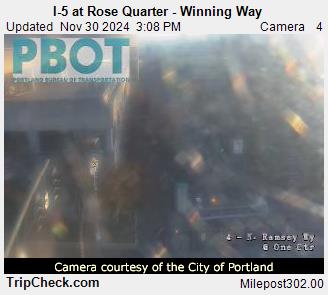 I-5 at Rose Quarter - Winning Way
Updated Nov 30 2024 3:08 PM Camera 4
PBOT
PORTLAND BUREAU OF TRANSPORTATION
4 - N. Ramsey Wy
@ One Ctr
Camera courtesy of the City of Portland
TripCheck.com Milepost302.00